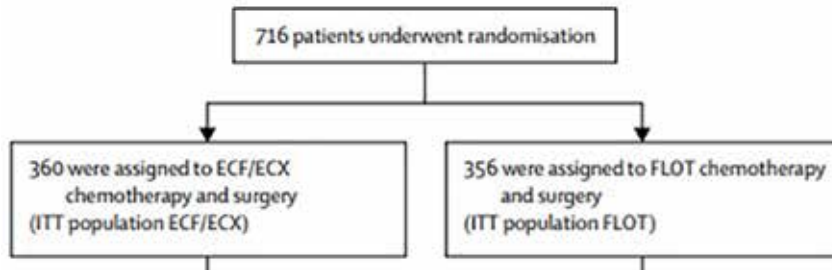 716 patients underwent randomisation
360 were assigned to ECF/ECX
chemotherapy and surgery
(ITT population ECF/ECX)
356 were assigned to FLOT chemotherapy
and surgery
(ITT population FLOT)